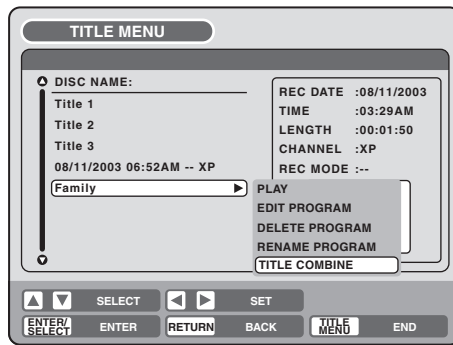 TITLE MENU
DISC NAME:
Title 1
Title 2
Title 3
08/11/2003 06:52AM -- XP
Family
REC DATE :08/11/2003
TIME :03:29AM
LENGTH :00:01:50
CHANNEL :XP
REC MODE :--
PLAY
EDIT PROGRAM
DELETE PROGRAM
RENAME PROGRAM
TITLE COMBINE
SELECT SET
ENTER/SELECT ENTER RETURN BACK TITLE MENU END